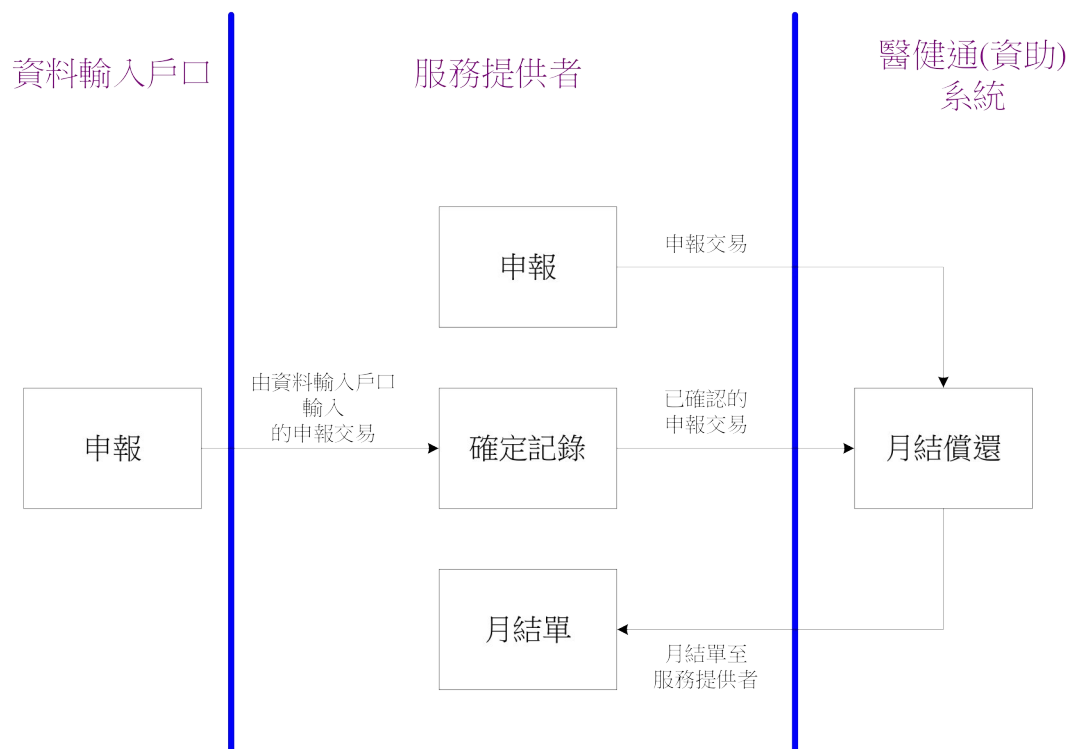 資料輸入戶口
服務提供者
醫健通(資助)
系統
申報
申報交易
申報
由資料輸入戶口
輸入
的申報交易
確定記錄
已確認的
申報交易
月結償還
月結單
月結單至
服務提供者